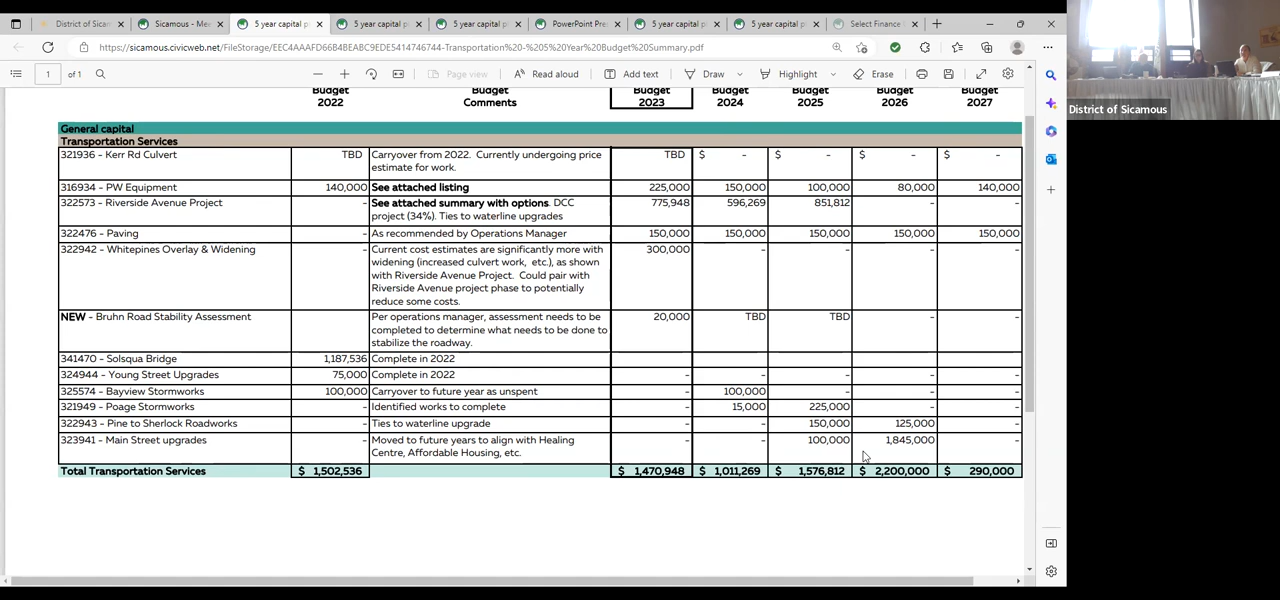 District of Sicamous
Sicamous - Mee
5 year capital p
5 year capital p
5 year capital p
PowerPoint Pre
5 year capital p
5 year capital p
Select Finance
https://sicamous.civicweb.net/FileStorage/EEC4AAAFD66B4BEABC9EDE5414746744-Transportation%20-%205%20Year%20Budget%20Summary.pdf
1 of 1 Page view Read aloud Add text Draw Highlight Erase
District of Sicamous
Budget Budget Budget Budget Budget Budget Budget
2022 Comments 2023 2024 2025 2026 2027
General capital
Transportation Services
321936 - Kerr Rd Culvert TBD Carryover from 2022. Currently undergoing price TBD $ - $ - $ - $ -
estimate for work.
316934 - PW Equipment 140,000 See attached listing 225,000 150,000 100,000 80,000 140,000
322573 - Riverside Avenue Project - See attached summary with options. DCC 775,948 596,269 851,812 - -
project (34%). Ties to waterline upgrades
322476 - Paving - As recommended by Operations Manager 150,000 150,000 150,000 150,000 150,000
322942 - Whitepines Overlay & Widening - Current cost estimates are significantly more with 300,000 - - - -
widening (increased culvert work, etc.), as shown
with Riverside Avenue Project. Could pair with
Riverside Avenue project phase to potentially
reduce some costs.
NEW - Bruhn Road Stability Assessment Per operations manager, assessment needs to be 20,000 TBD TBD - -
completed to determine what needs to be done to
stabilize the roadway.
341470 - Solsqua Bridge 1,187,536 Complete in 2022
324944 - Young Street Upgrades 75,000 Complete in 2022 - - - - -
325574 - Bayview Stormworks 100,000 Carryover to future year as unspent - 100,000 - - -
321949 - Poage Stormworks - Identified works to complete - 15,000 225,000 - -
322943 - Pine to Sherlock Roadworks - Ties to waterline upgrade - - 150,000 125,000 -
323941 - Main Street upgrades - Moved to future years to align with Healing - - 100,000 1,845,000 -
Centre, Affordable Housing, etc.
Total Transportation Services $ 1,502,536 $ 1,470,948 $ 1,011,269 $ 1,576,812 $ 2,200,000 $ 290,000